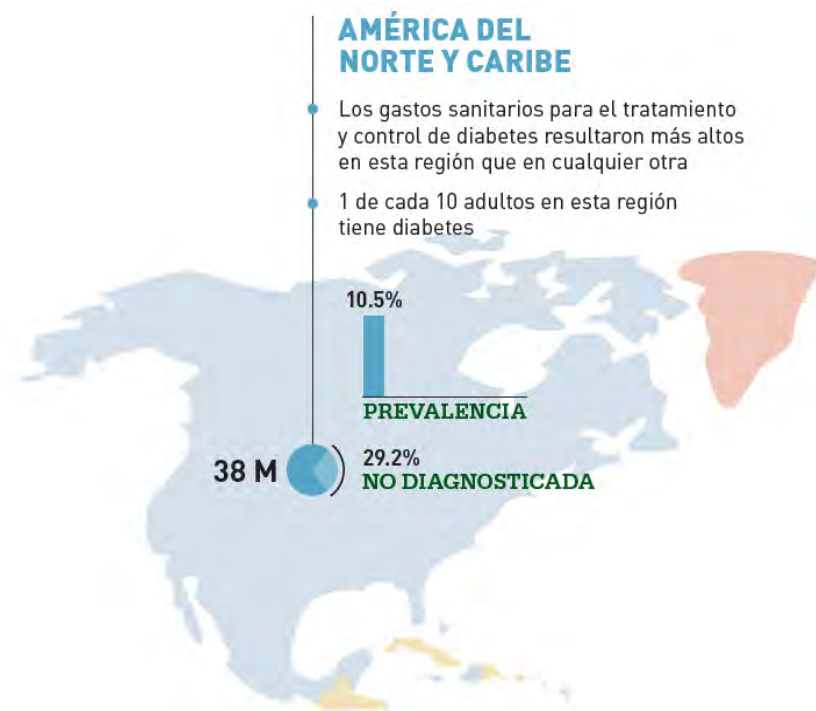 AMÉRICA DEL
NORTE Y CARIBE
Los gastos sanitarios para el tratamiento
y control de diabetes resultaron más altos
en esta región que en cualquier otra
1 de cada 10 adultos en esta región
tiene diabetes
10.5%
PREVALENCIA
38 M
29.2%
NO DIAGNOSTICADA